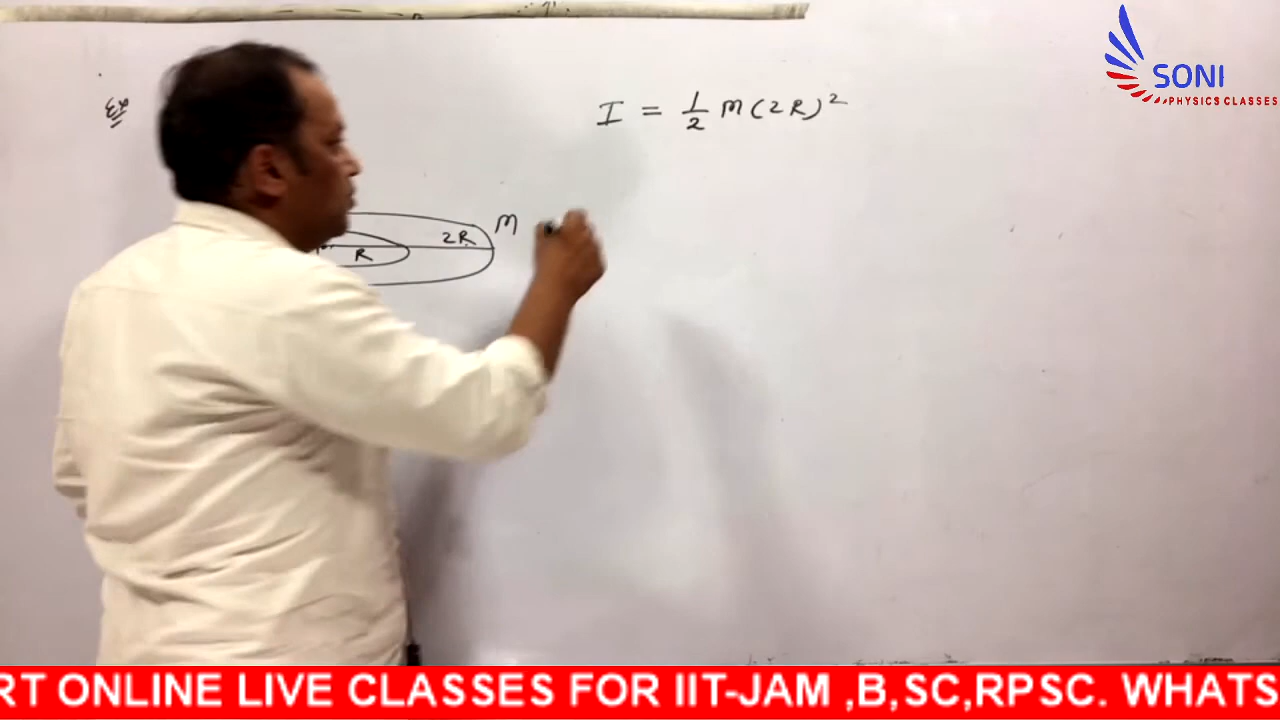 SONI
PHYSICS CLASSES
I = 1/2 M(2R)²
M
2R
R
RT ONLINE LIVE CLASSES FOR IIT-JAM ,B,SC,RPSC. WHATS